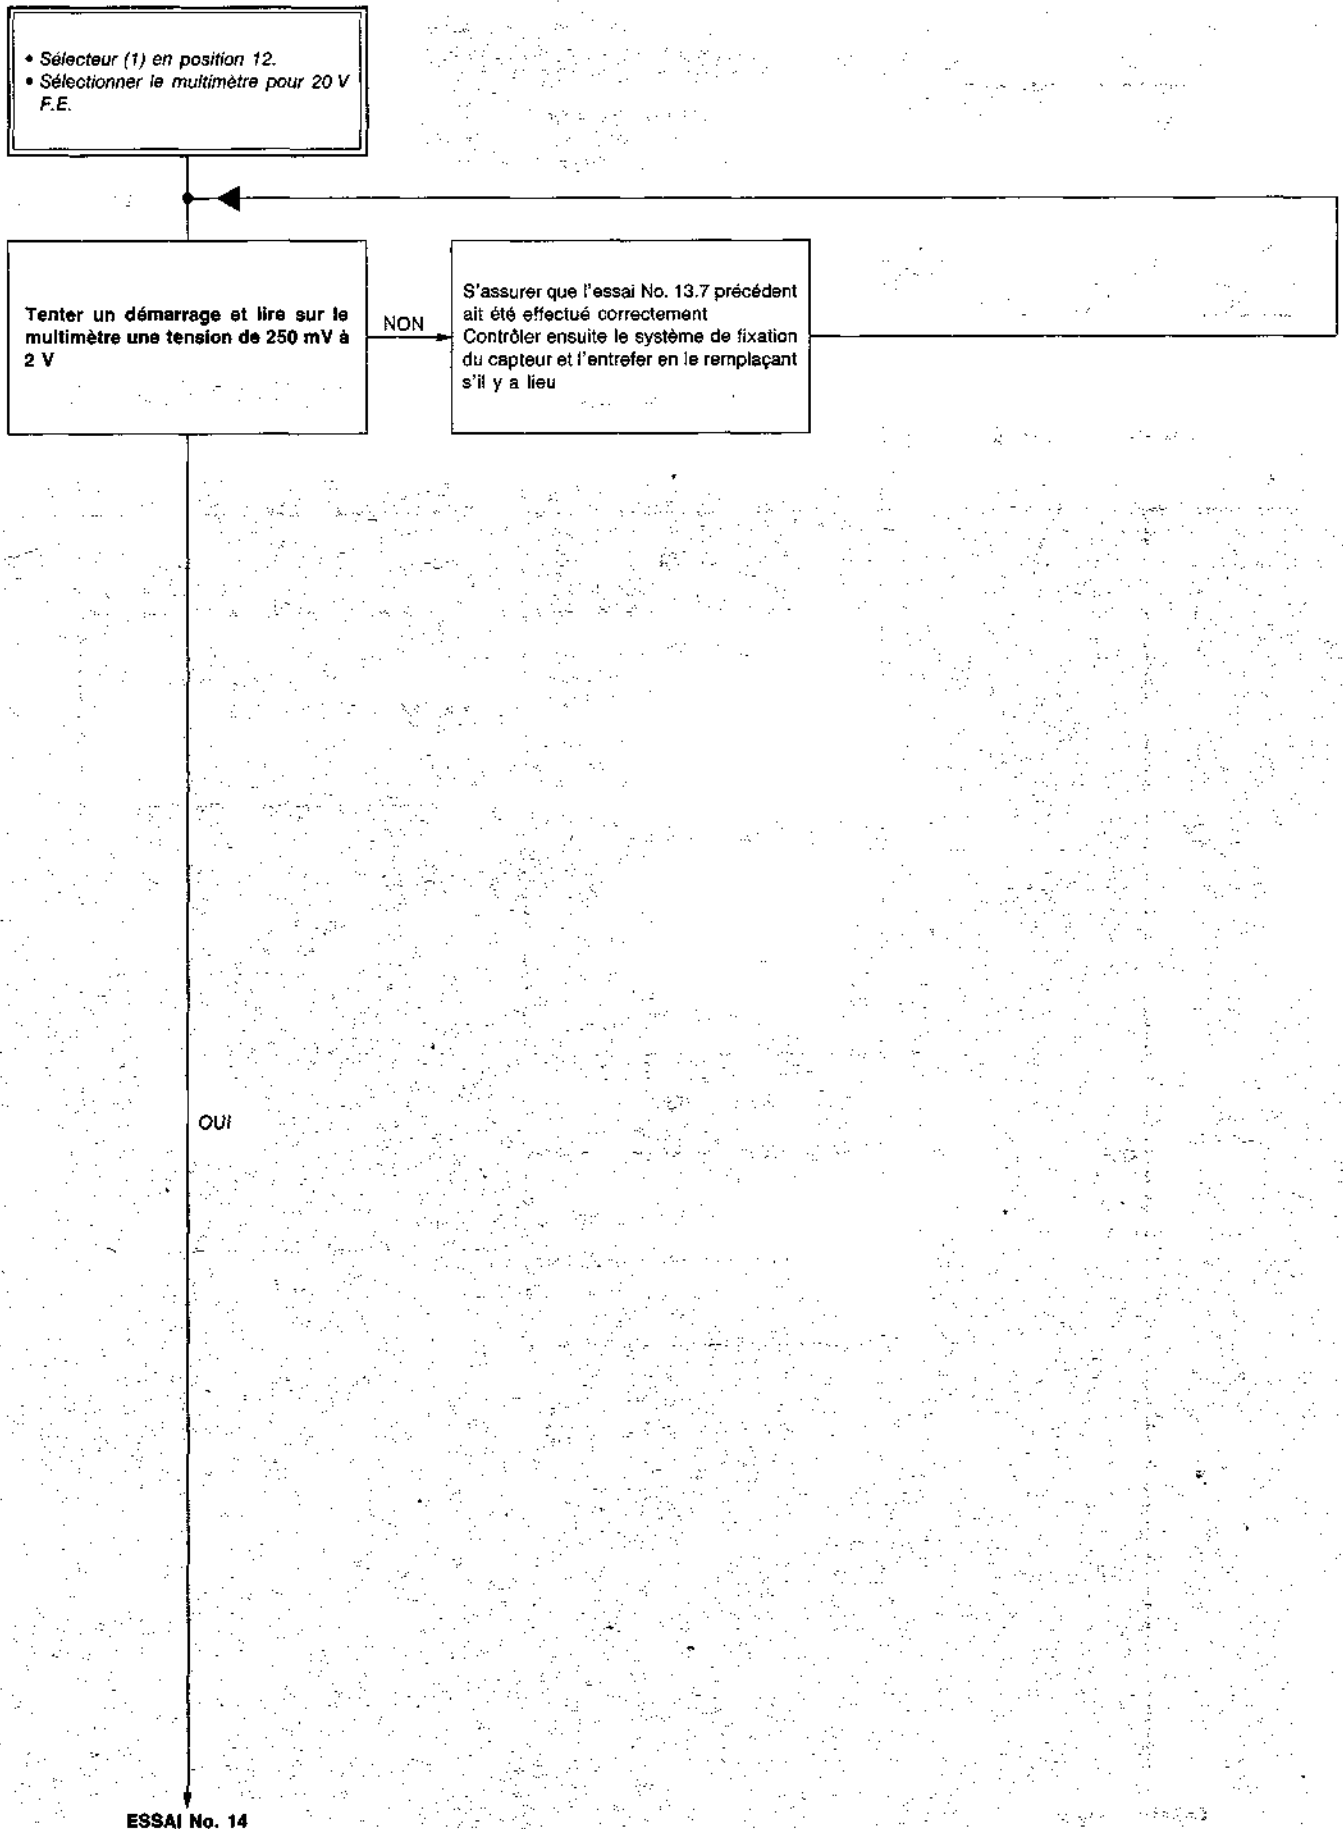 • Sélecteur (1) en position 12.
• Sélectionner le multimètre pour 20 V
F.E.
Tenter un démarrage et lire sur le
multimètre une tension de 250 mV à
2 V
NON
S'assurer que l'essai No. 13.7 précédent
ait été effectué correctement
Contrôler ensuite le système de fixation
du capteur et l'entrefer en le remplaçant
s'il y a lieu
OUI
ESSAI No. 14